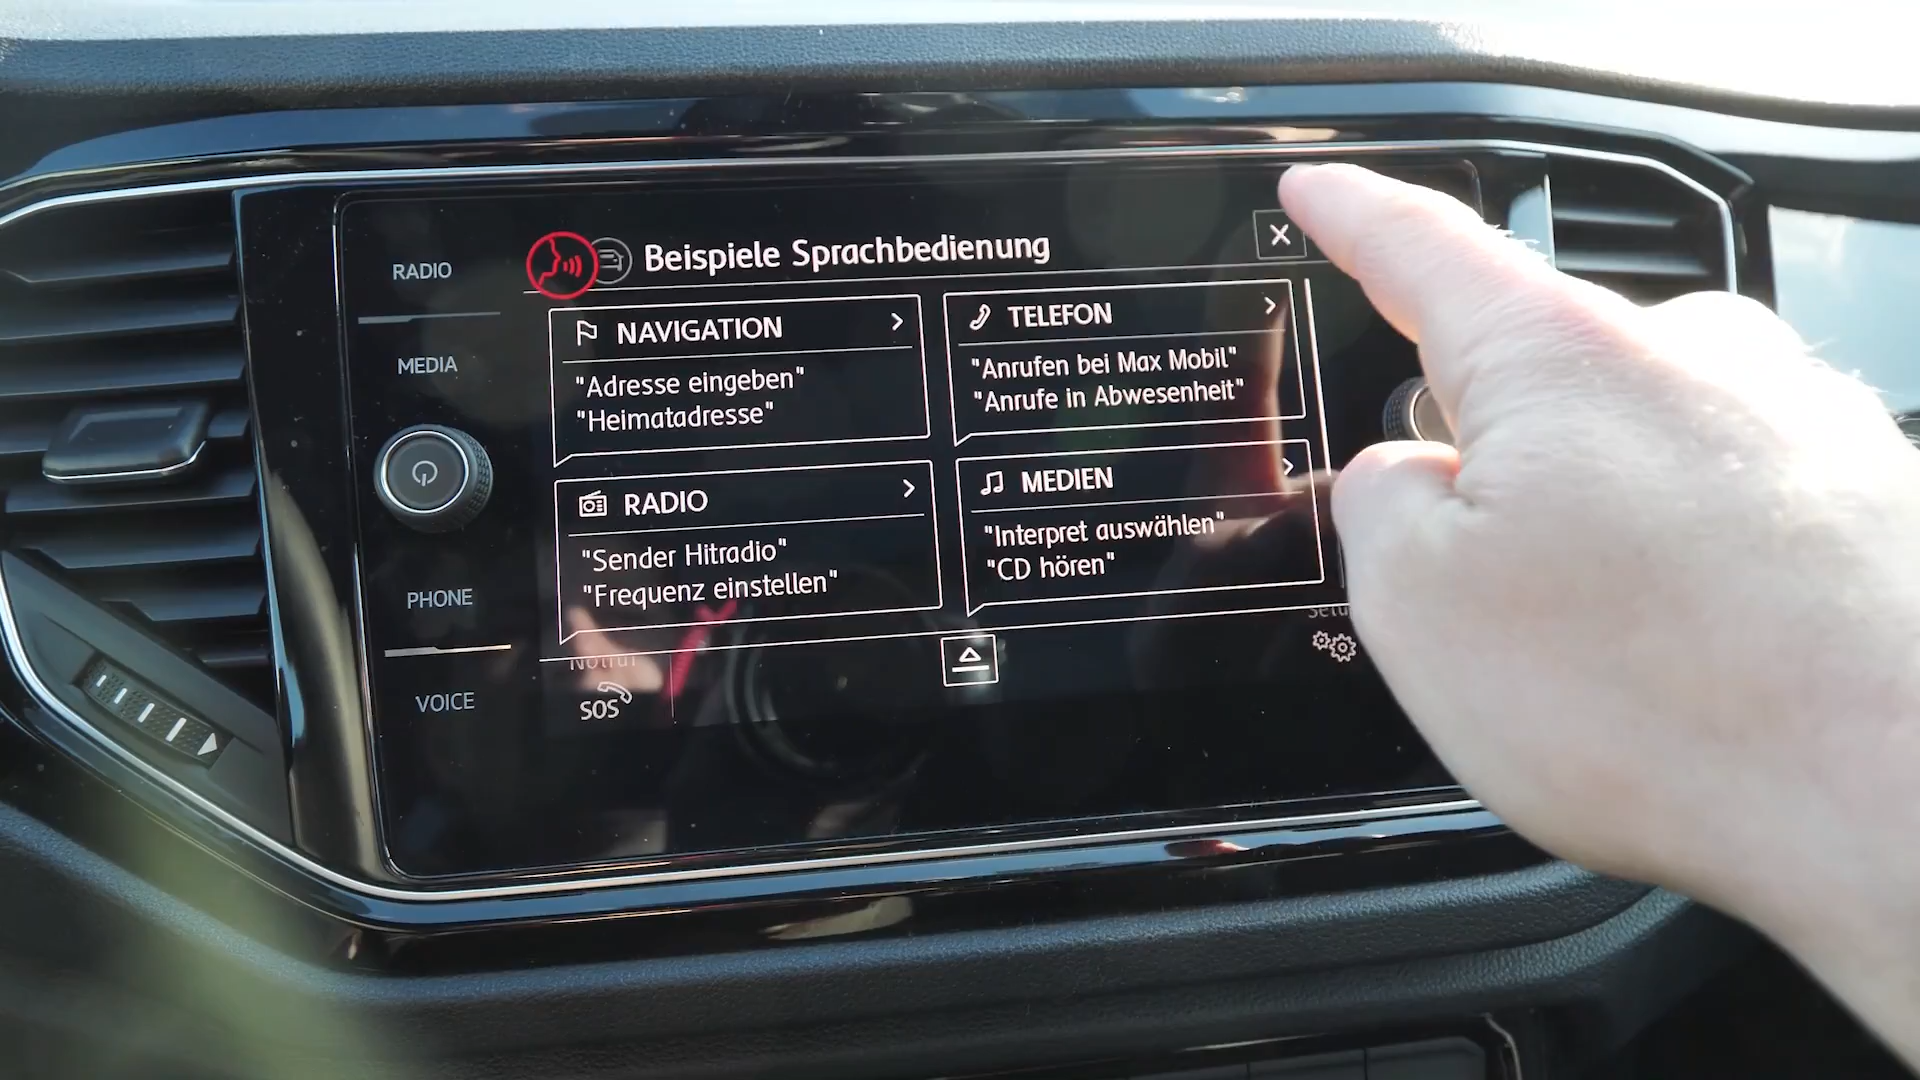 RADIO
MEDIA
PHONE
VOICE
Beispiele Sprachbedienung
NAVIGATION
"Adresse eingeben"
"Heimatadresse"
TELEFON
"Anrufen bei Max Mobil"
"Anrufe in Abwesenheit"
RADIO
"Sender Hitradio"
"Frequenz einstellen"
MEDIEN
"Interpret auswählen"
"CD hören"
Notruf
SOS